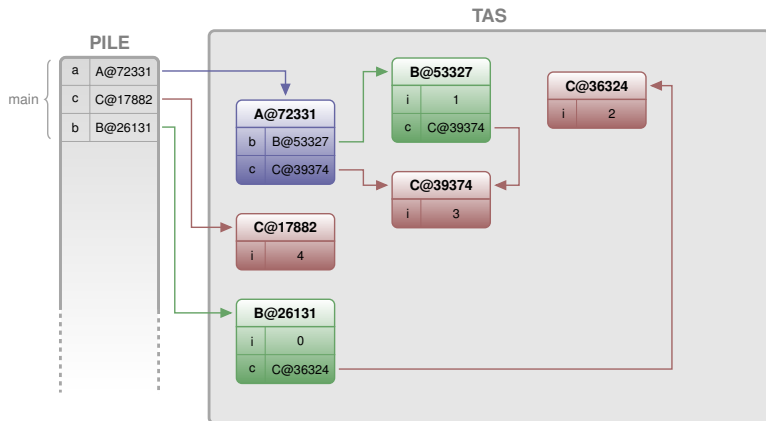 TAS
PILE
main
a A@72331
c C@17882
b B@26131
A@72331
b B@53327
c C@39374
B@53327
i 1
c C@39374
C@36324
i 2
C@39374
i 3
C@17882
i 4
B@26131
i 0
c C@36324